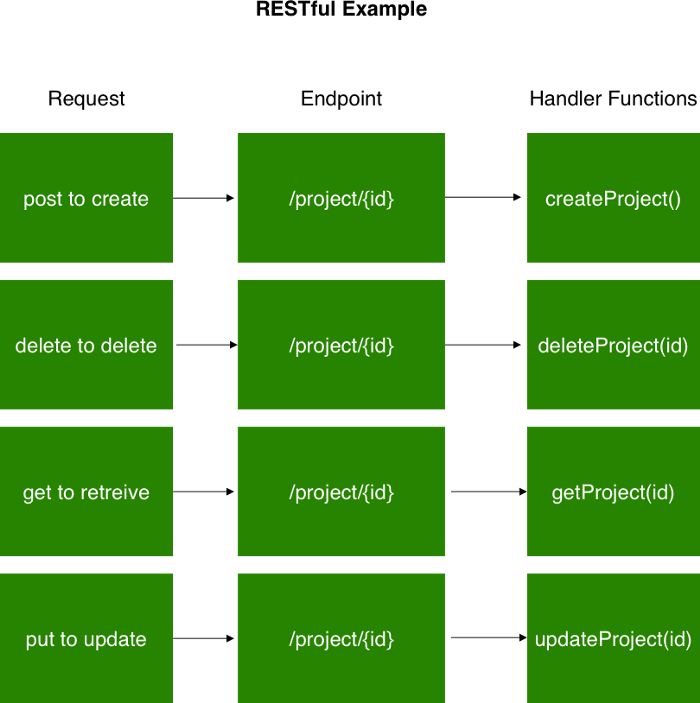 RESTful Example
Request
Endpoint
Handler Functions
post to create
/project/{id}
createProject()
delete to delete
/project/{id}
deleteProject(id)
get to retreive
/project/{id}
getProject(id)
put to update
/project/{id}
updateProject(id)